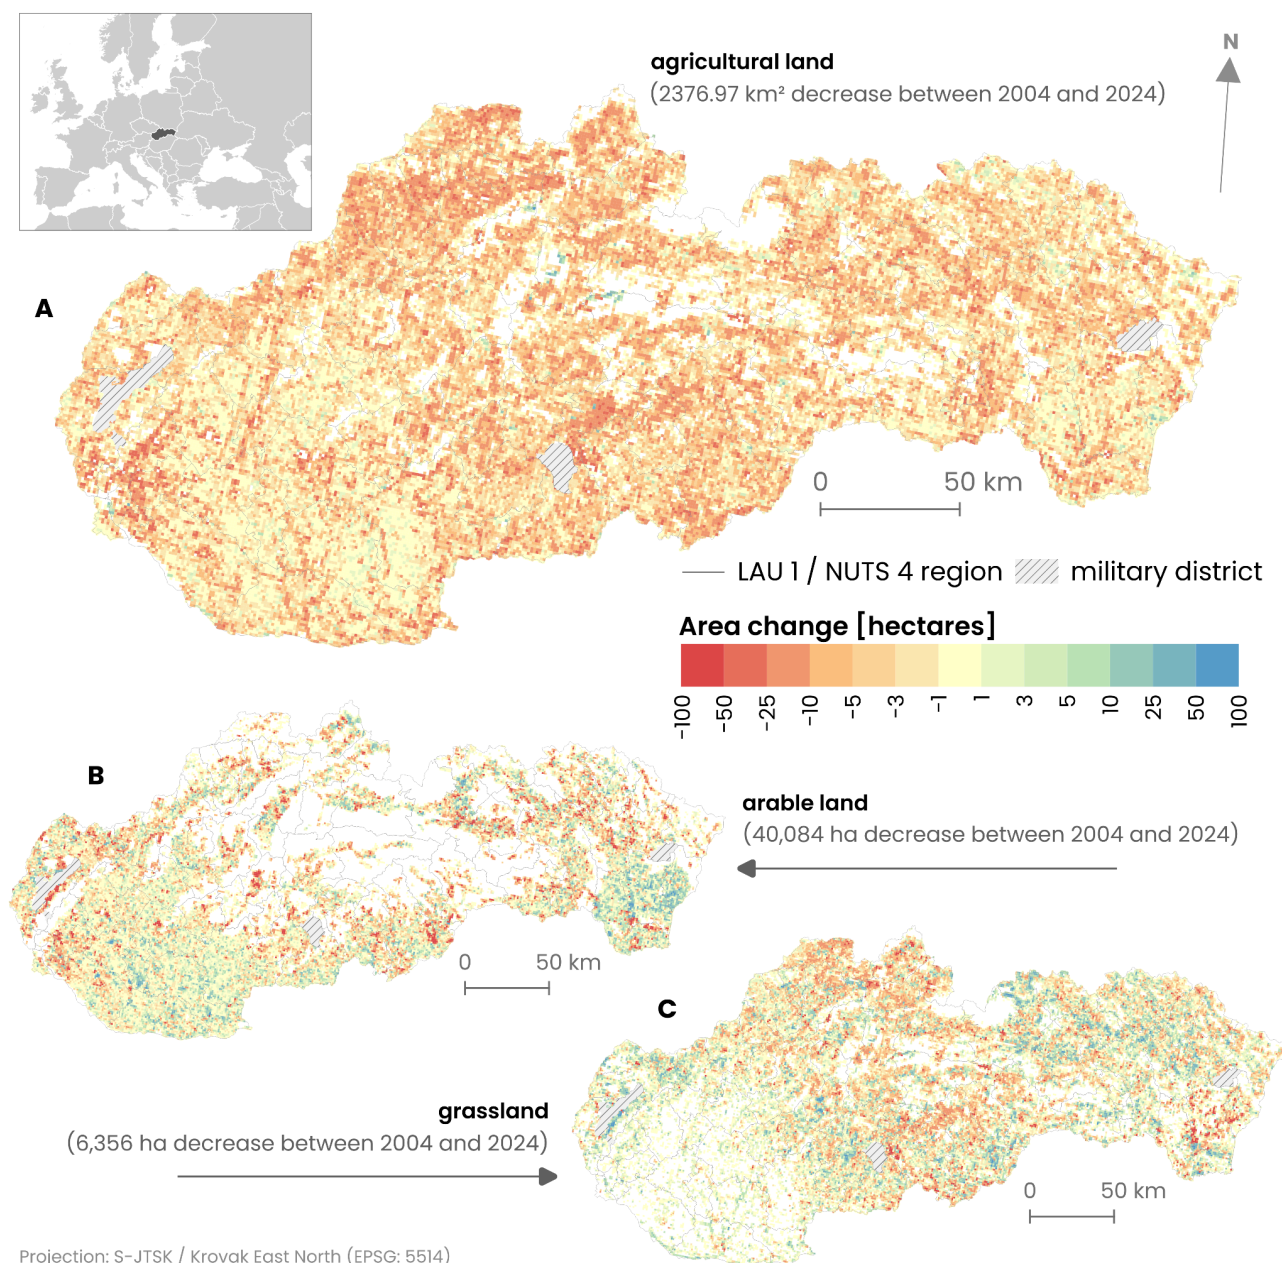 agricultural land
(2376.97 km² decrease between 2004 and 2024)
N
A
0 50 km
LAU 1 / NUTS 4 region military district
Area change [hectares]
−100 −50 −25 −10 −5 −3 −1 1 3 5 10 25 50 100
B
arable land
(40,084 ha decrease between 2004 and 2024)
0 50 km
C
grassland
(6,356 ha decrease between 2004 and 2024)
0 50 km
Projection: S-JTSK / Krovak East North (EPSG: 5514)